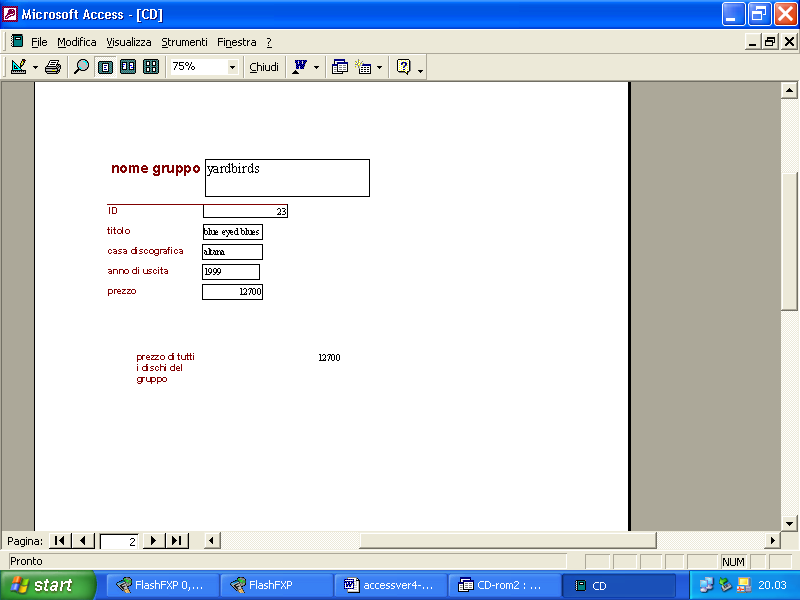 Microsoft Access - [CD]
File Modifica Visualizza Strumenti Finestra ?
75% Chiudi
nome gruppo yardbirds
ID 23
titolo blue eyed blues
casa discografica altana
anno di uscita 1999
prezzo 12700
prezzo di tutti 12700
i dischi del
gruppo
Pagina: 2
Pronto NUM
start FlashFXP 0,... FlashFXP accessver4-... CD-rom2 : ... CD 20.03